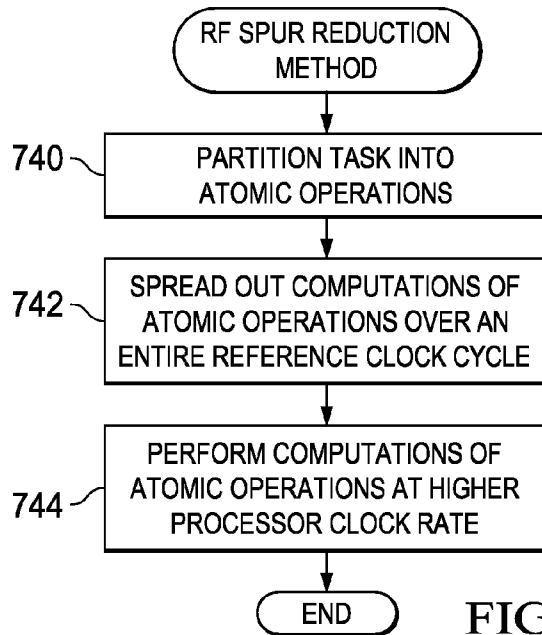 RF SPUR REDUCTION
METHOD
740
PARTITION TASK INTO
ATOMIC OPERATIONS
742
SPREAD OUT COMPUTATIONS OF
ATOMIC OPERATIONS OVER AN
ENTIRE REFERENCE CLOCK CYCLE
744
PERFORM COMPUTATIONS OF
ATOMIC OPERATIONS AT HIGHER
PROCESSOR CLOCK RATE
END
FIG